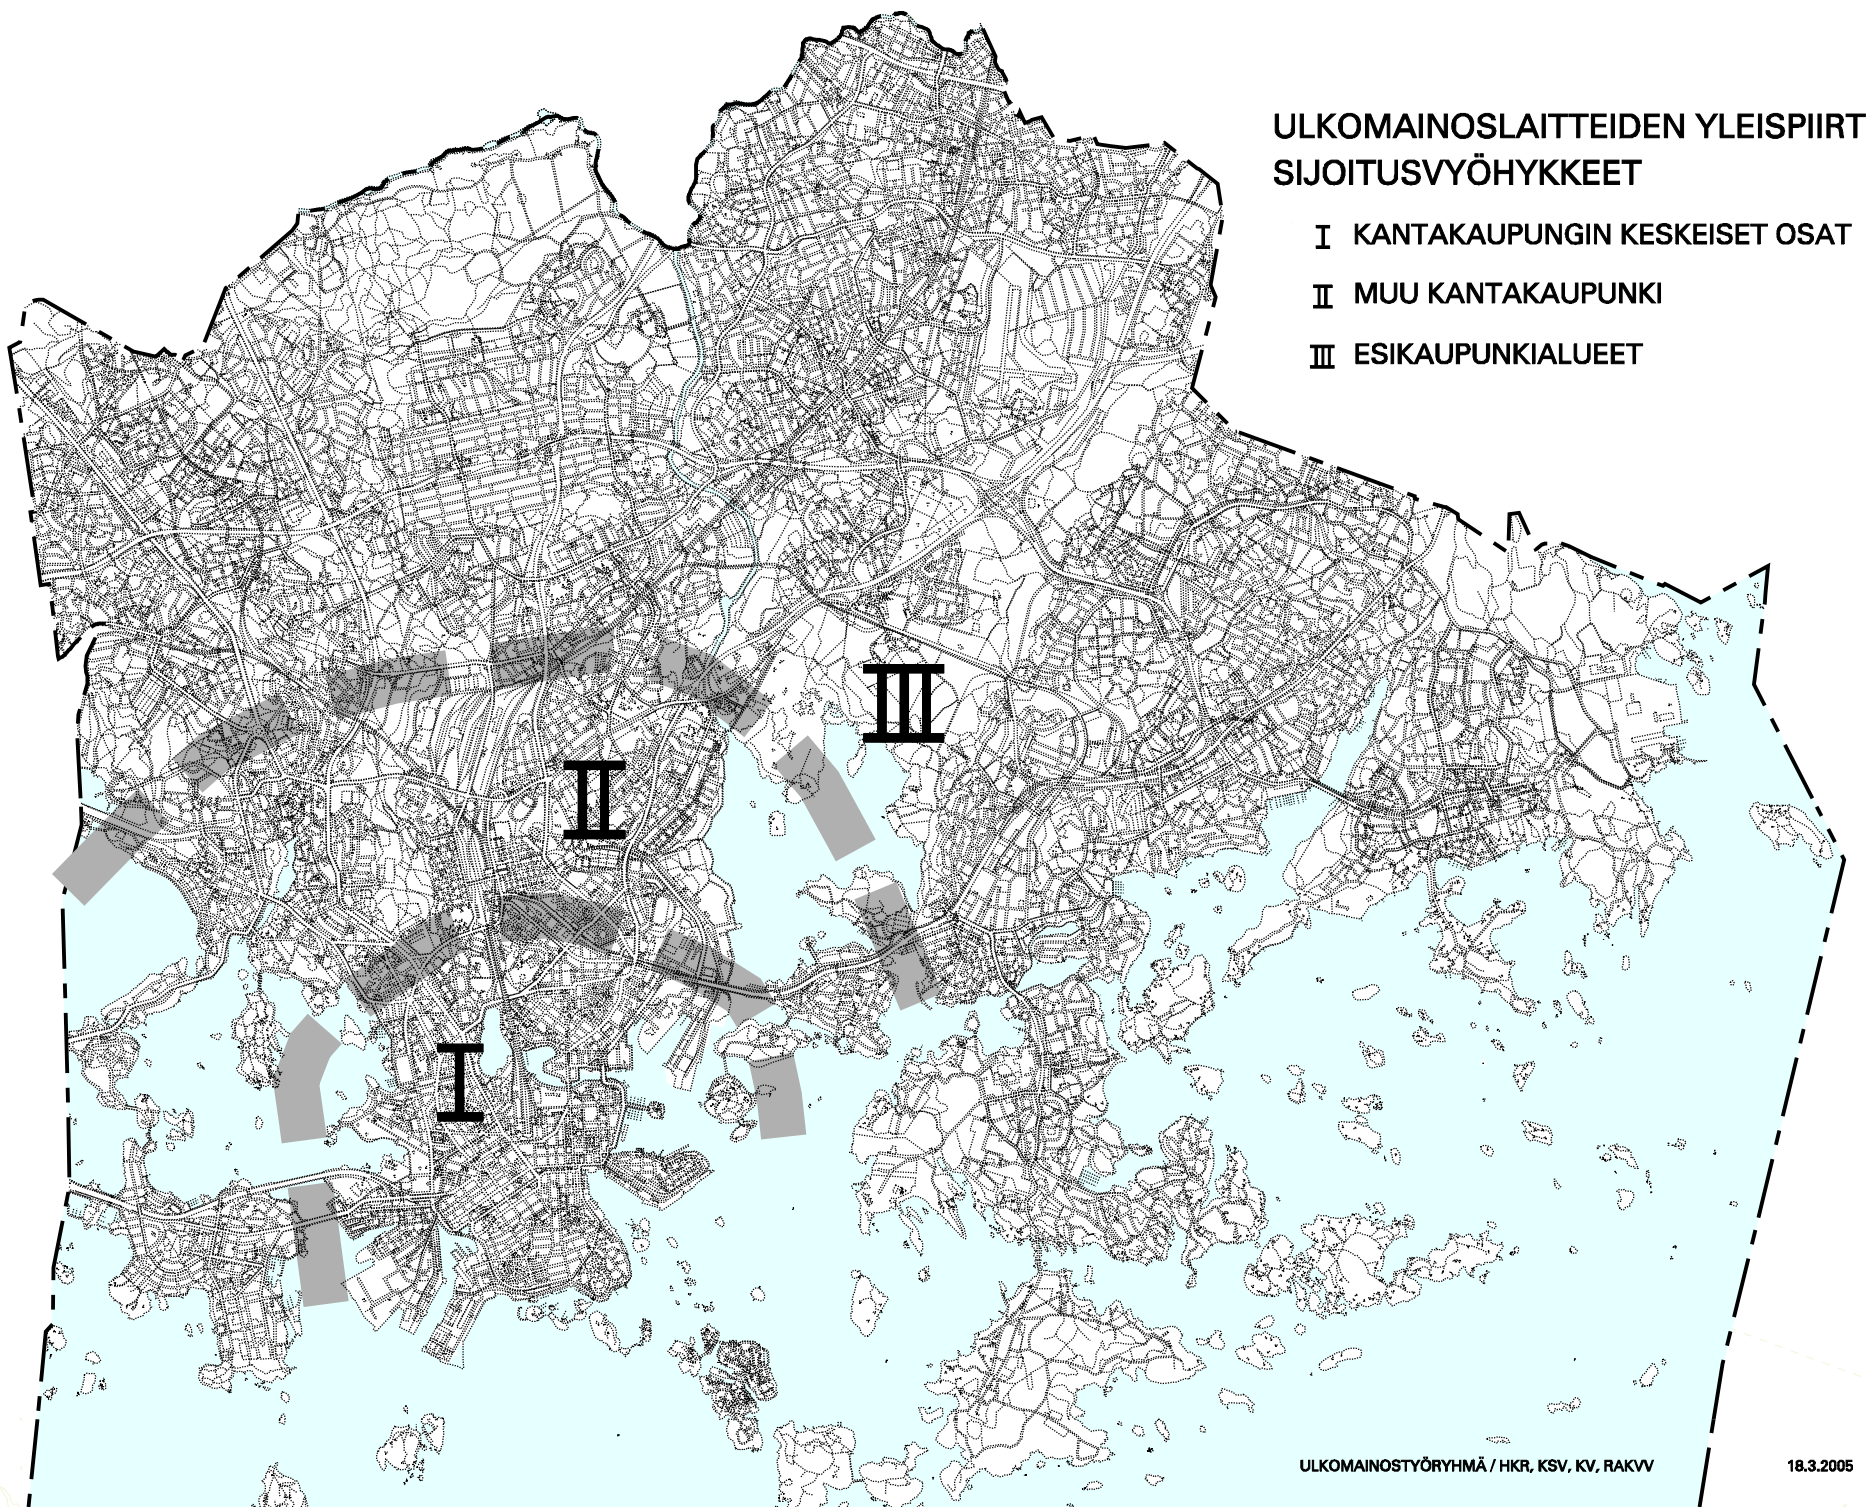 ULKOMAINOSLAITTEIDEN YLEISPIIRT
SIJOITUSVYÖHYKKEET
I KANTAKAUPUNGIN KESKEISET OSAT
II MUU KANTAKAUPUNKI
III ESIKAUPUNKIALUEET
III
II
I
ULKOMAINOSTYÖRYHMÄ / HKR, KSV, KV, RAKVV 18.3.2005